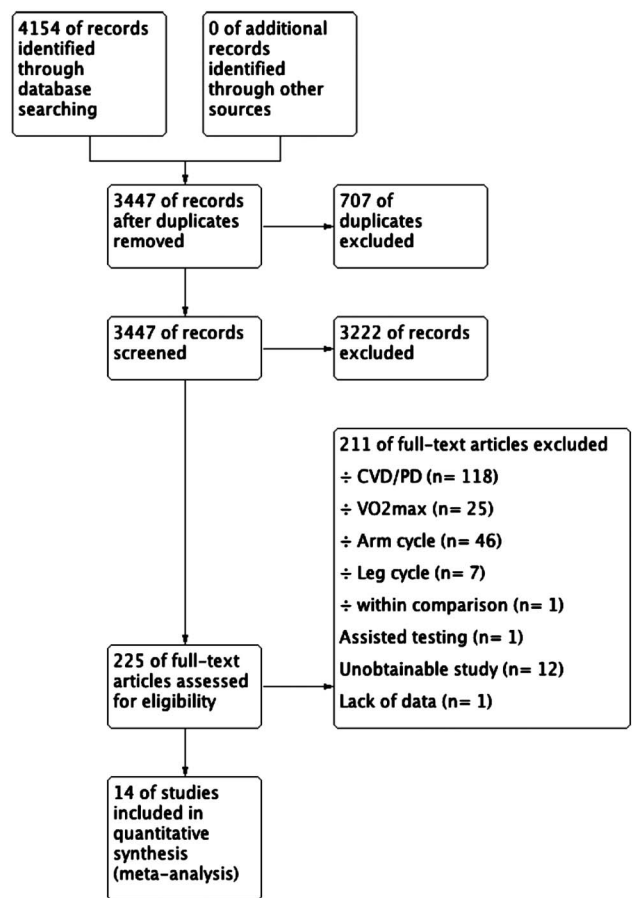 4154 of records
identified
through
database
searching
0 of additional
records
identified
through other
sources
3447 of records
after duplicates
removed
707 of
duplicates
excluded
3447 of records
screened
3222 of records
excluded
211 of full-text articles excluded
÷ CVD/PD (n= 118)
÷ VO2max (n= 25)
÷ Arm cycle (n= 46)
÷ Leg cycle (n= 7)
÷ within comparison (n= 1)
Assisted testing (n= 1)
Unobtainable study (n= 12)
Lack of data (n= 1)
225 of full-text
articles assessed
for eligibility
14 of studies
included in
quantitative
synthesis
(meta-analysis)